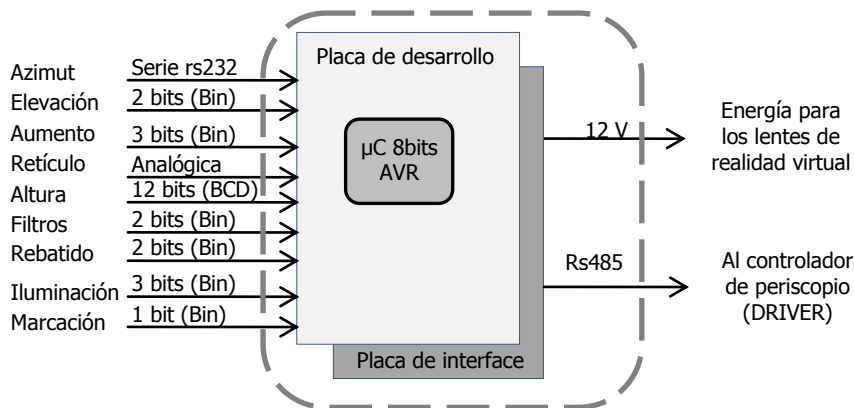 Placa de desarrollo
Azimut Serie rs232
Elevación 2 bits (Bin)
Aumento 3 bits (Bin)
Retículo Analógica
Altura 12 bits (BCD)
Filtros 2 bits (Bin)
Rebatido 2 bits (Bin)
Iluminación 3 bits (Bin)
Marcación 1 bit (Bin)
µC 8bits
AVR
Placa de interface
12 V
Energía para
los lentes de
realidad virtual
Rs485
Al controlador
de periscopio
(DRIVER)